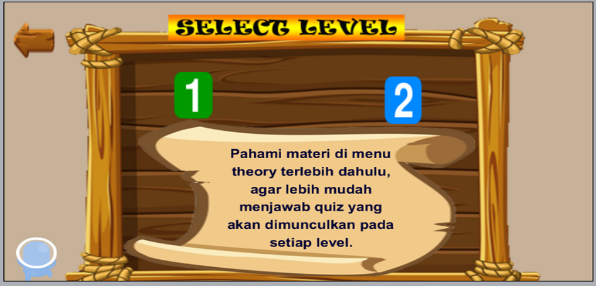 SELECT LEVEL
1 2
Pahami materi di menu
theory terlebih dahulu,
agar lebih mudah
menjawab quiz yang
akan dimunculkan pada
setiap level.